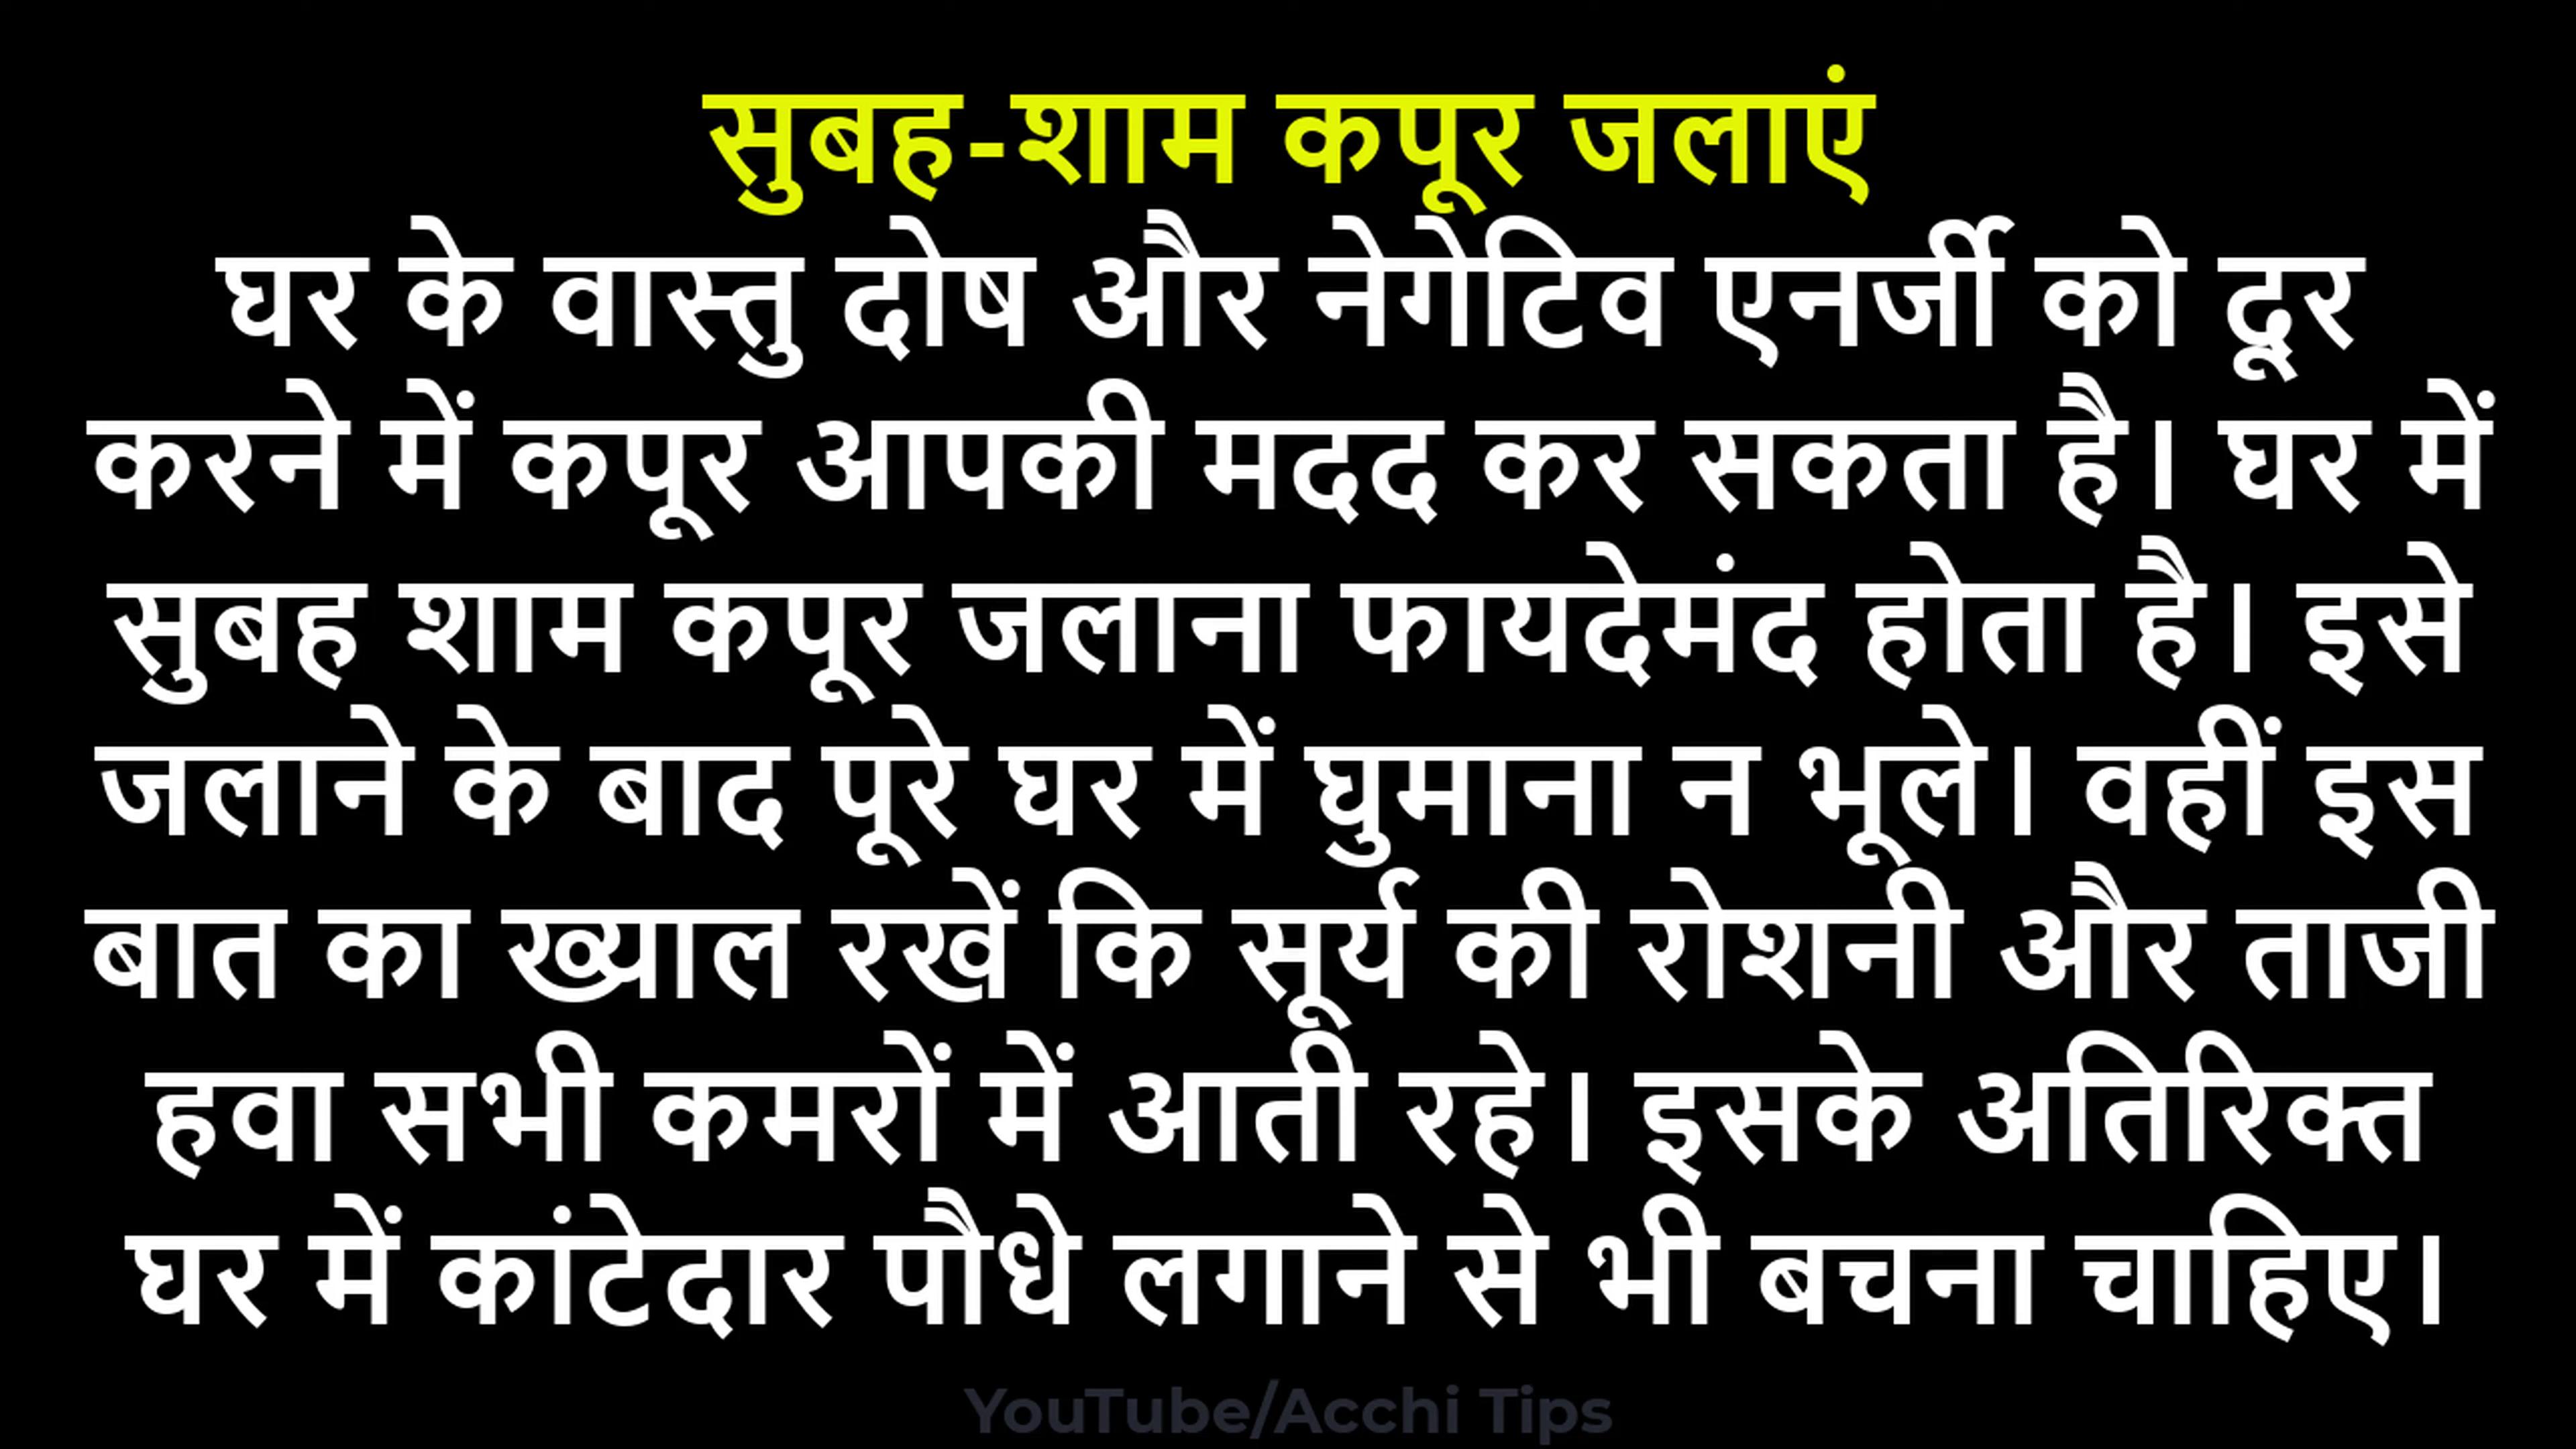 सुबह-शाम कपूर जलाएं
घर के वास्तु दोष और नेगेटिव एनर्जी को दूर
करने में कपूर आपकी मदद कर सकता है। घर में
सुबह शाम कपूर जलाना फायदेमंद होता है। इसे
जलाने के बाद पूरे घर में घुमाना न भूले। वहीं इस
बात का ख्याल रखें कि सूर्य की रोशनी और ताजी
हवा सभी कमरों में आती रहे। इसके अतिरिक्त
घर में कांटेदार पौधे लगाने से भी बचना चाहिए।
YouTube/Acchi Tips